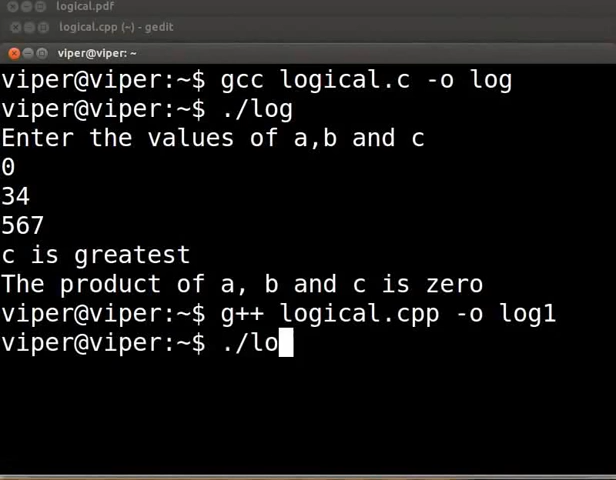 logical.pdf
logical.cpp (~) - gedit
viper@viper: ~
viper@viper:~$ gcc logical.c -o log
viper@viper:~$ ./log
Enter the values of a,b and c
0
34
567
c is greatest
The product of a, b and c is zero
viper@viper:~$ g++ logical.cpp -o log1
viper@viper:~$ ./lo